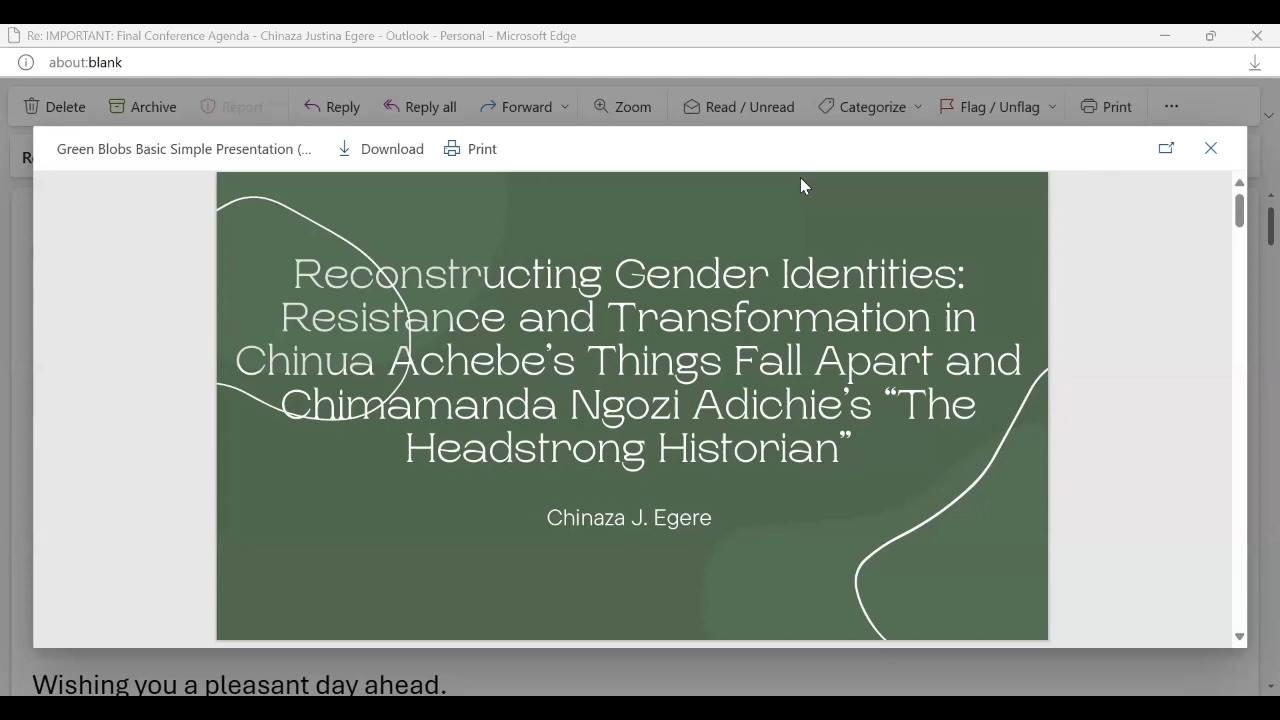 Re: IMPORTANT: Final Conference Agenda - Chinaza Justina Egere - Outlook - Personal - Microsoft Edge
about:blank
Delete Archive Report Reply Reply all Forward Zoom Read / Unread Categorize Flag / Unflag Print ...
Green Blobs Basic Simple Presentation (... Download Print
Reconstructing Gender Identities:
Resistance and Transformation in
Chinua Achebe’s Things Fall Apart and
Chimamanda Ngozi Adichie’s “The
Headstrong Historian”
Chinaza J. Egere
Wishing you a pleasant day ahead.